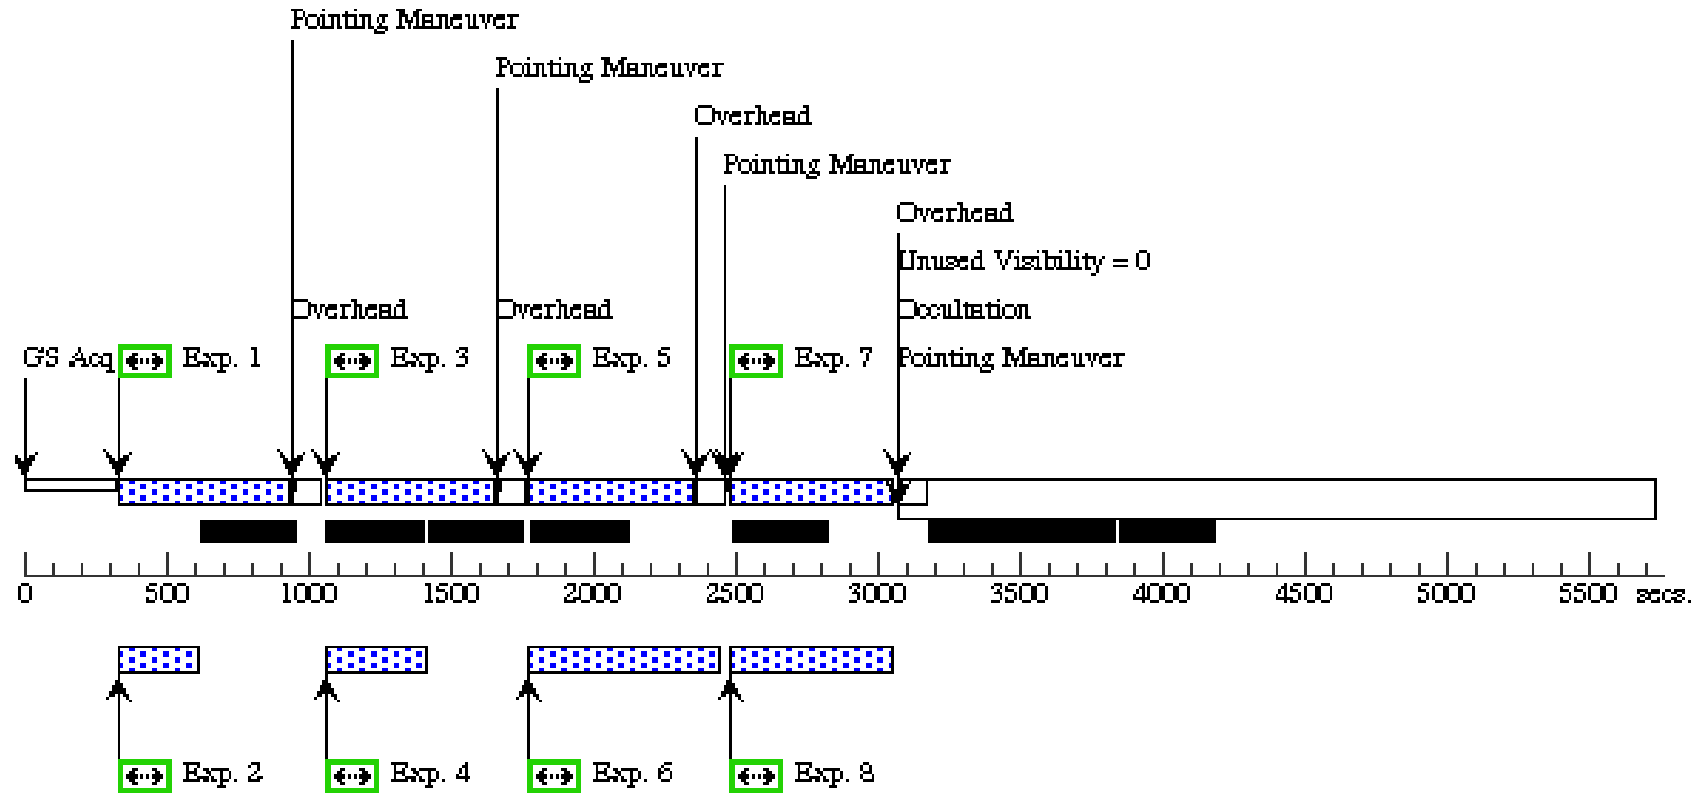 Pointing Maneuver
Pointing Maneuver
Overhead
Pointing Maneuver
Overhead
Unused Visibility = 0
Overhead Overhead Occultation
GS Acq Exp. 1 Exp. 3 Exp. 5 Exp. 7 Pointing Maneuver
0 500 1000 1500 2000 2500 3000 3500 4000 4500 5000 5500 secs.
Exp. 2 Exp. 4 Exp. 6 Exp. 8